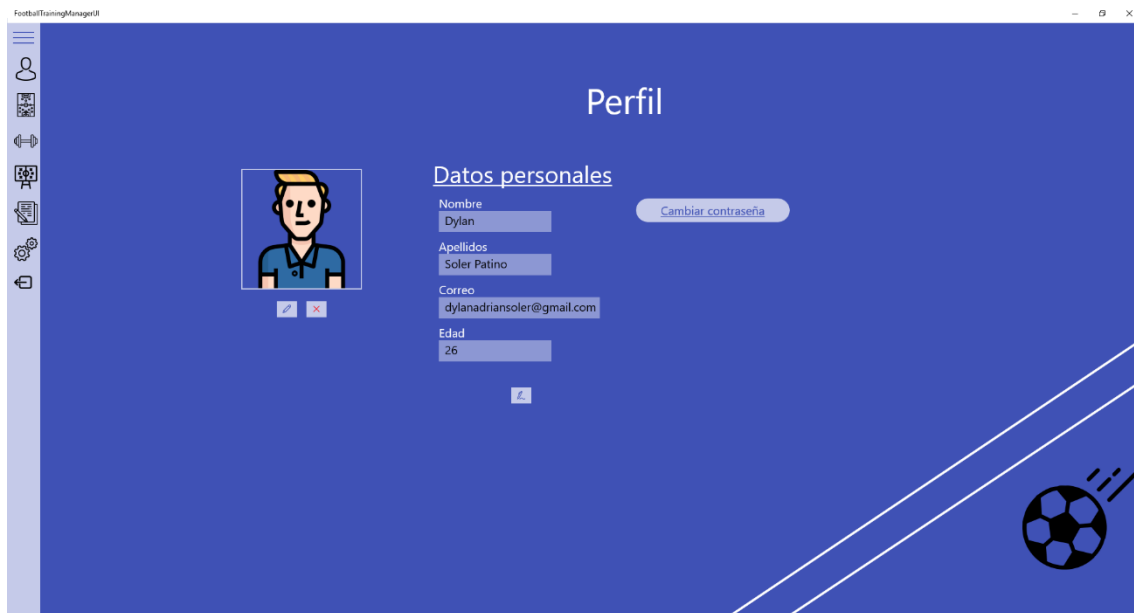 FootballTrainingManagerUI
Perfil
Datos personales
Nombre
Dylan
Cambiar contraseña
Apellidos
Soler Patino
Correo
dylanadriansoler@gmail.com
Edad
26